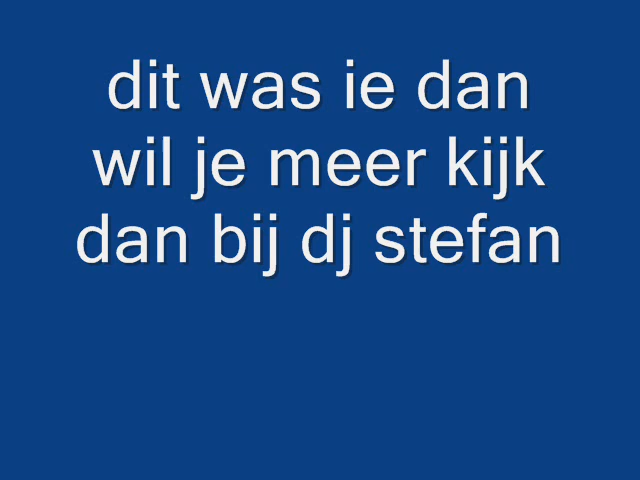 dit was ie dan
wil je meer kijk
dan bij dj stefan